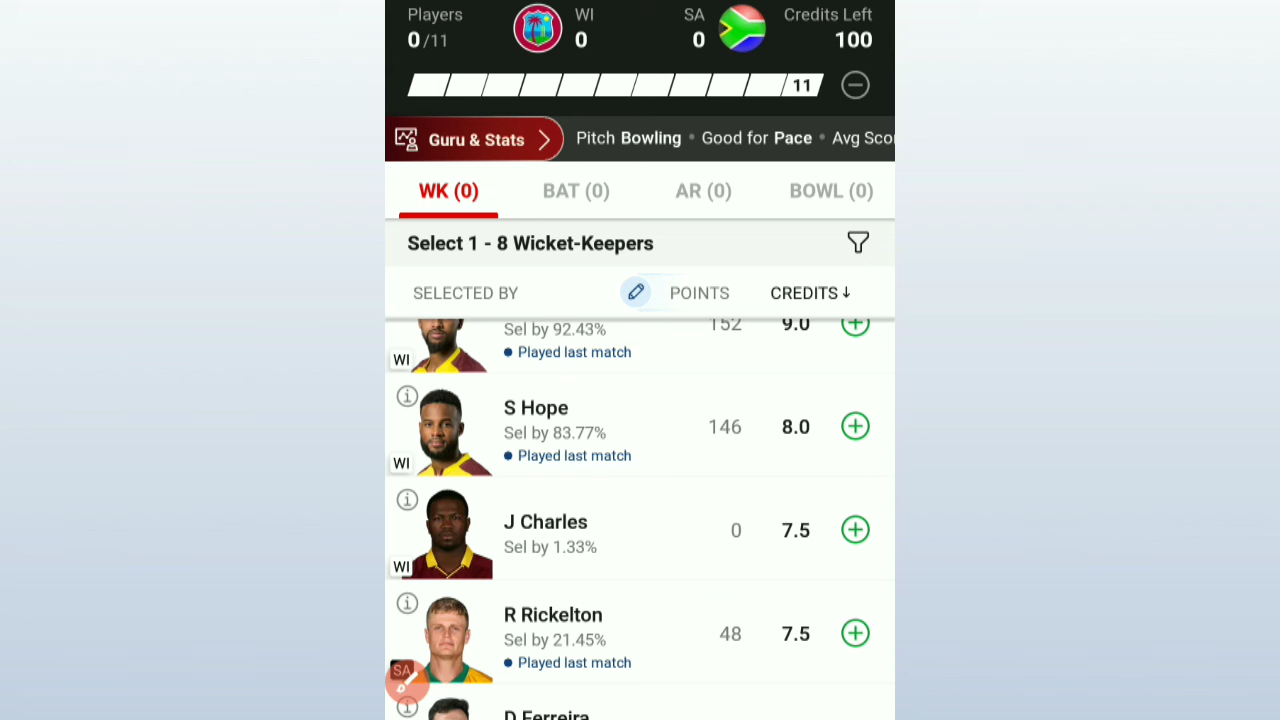 Players WI SA Credits Left
0/11 0 0 100
11
Guru & Stats Pitch Bowling • Good for Pace • Avg Sco
WK (0) BAT (0) AR (0) BOWL (0)
Select 1 - 8 Wicket-Keepers
SELECTED BY POINTS CREDITS↓
Sel by 92.43% 152 9.0
WI • Played last match
S Hope
Sel by 83.77% 146 8.0
WI • Played last match
J Charles
Sel by 1.33% 0 7.5
WI
R Rickelton
Sel by 21.45% 48 7.5
SA • Played last match
D Ferreira